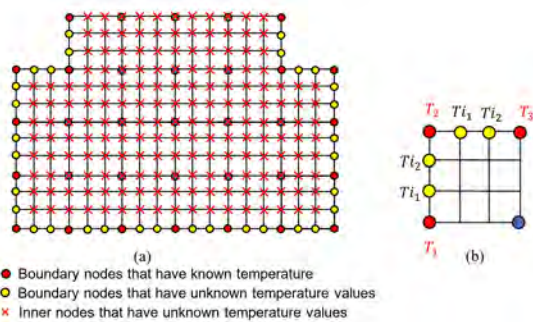 T₂ Ti₁ Ti₂ T₃
Ti₂
Ti₁
T₁
(a)
(b)
Boundary nodes that have known temperature
Boundary nodes that have unknown temperature values
Inner nodes that have unknown temperature values